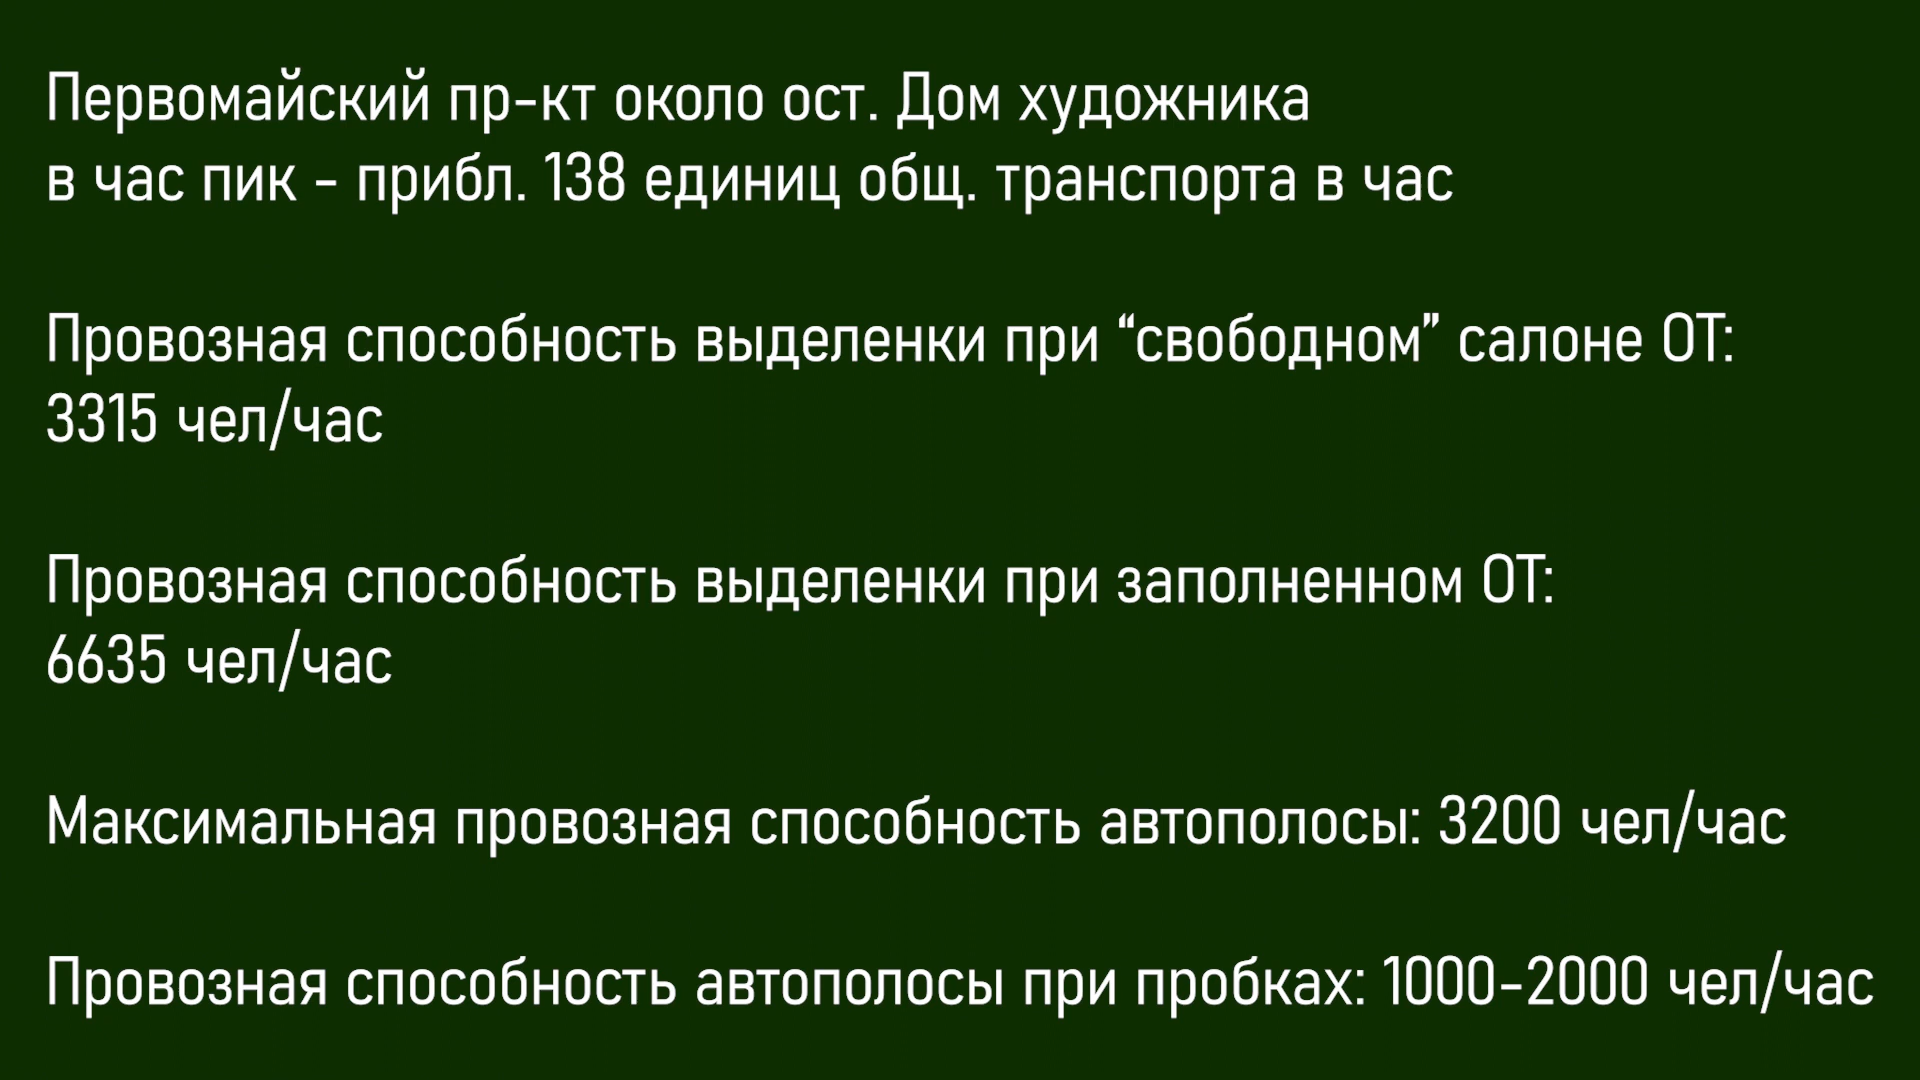 Первомайский пр-кт около ост. Дом художника
в час пик - прибл. 138 единиц общ. транспорта в час
Провозная способность выделенки при “свободном” салоне ОТ:
3315 чел/час
Провозная способность выделенки при заполненном ОТ:
6635 чел/час
Максимальная провозная способность автополосы: 3200 чел/час
Провозная способность автополосы при пробках: 1000-2000 чел/час